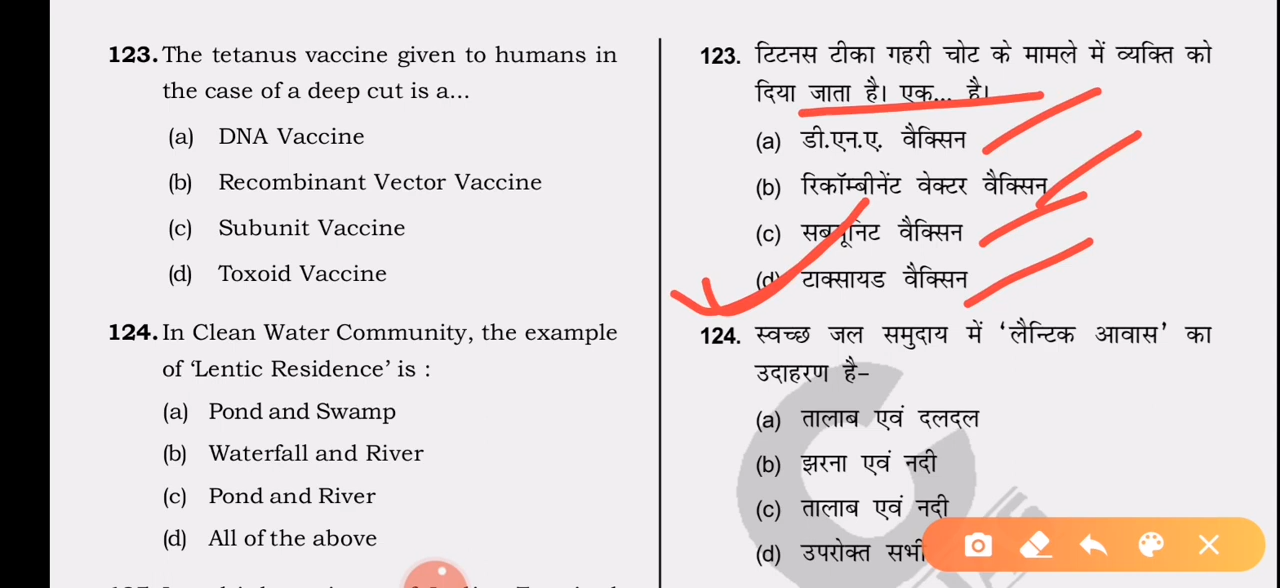 123. The tetanus vaccine given to humans in
the case of a deep cut is a...
(a) DNA Vaccine
(b) Recombinant Vector Vaccine
(c) Subunit Vaccine
(d) Toxoid Vaccine
124. In Clean Water Community, the example
of ‘Lentic Residence’ is :
(a) Pond and Swamp
(b) Waterfall and River
(c) Pond and River
(d) All of the above
123. टिटनस टीका गहरी चोट के मामले में व्यक्ति को
दिया जाता है। एक... है।
(a) डी.एन.ए. वैक्सिन
(b) रिकॉम्बीनेंट वेक्टर वैक्सिन
(c) सबयूनिट वैक्सिन
(d) टाक्सायड वैक्सिन
124. स्वच्छ जल समुदाय में ‘लैन्टिक आवास’ का
उदाहरण है–
(a) तालाब एवं दलदल
(b) झरना एवं नदी
(c) तालाब एवं नदी
(d) उपरोक्त सभी